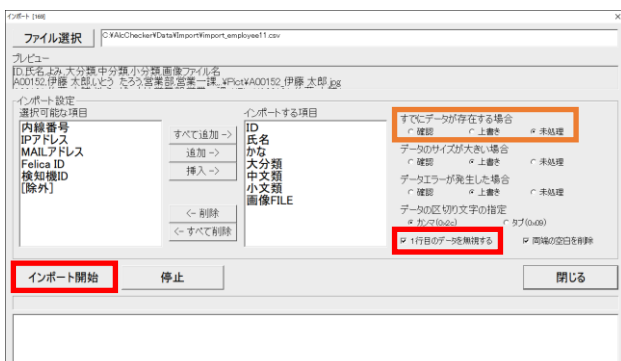 インポート [168]
ファイル選択 C:¥AlcChecker¥Data¥Import¥import_employee11.csv
プレビュー
ID,氏名,よみ,大分類,中分類,小分類,画像ファイル名
A00152,伊藤 太郎,いとう たろう,営業部,営業一課,,.¥Pict¥A00152_伊藤 太郎.jpg
インポート設定
選択可能な項目
内線番号
IPアドレス
MAILアドレス
Felica ID
検知機ID
[除外]
すべて追加 ->
追加 ->
挿入 ->
<- 削除
<- すべて削除
インポートする項目
ID
氏名
かな
大分類
中文類
小文類
画像FILE
すでにデータが存在する場合
確認 上書き 未処理
データのサイズが大きい場合
確認 上書き 未処理
データエラーが発生した場合
確認 上書き 未処理
データの区切り文字の指定
カンマ(0x2c) タブ(0x09)
1行目のデータを無視する 両端の空白を削除
インポート開始 停止 閉じる